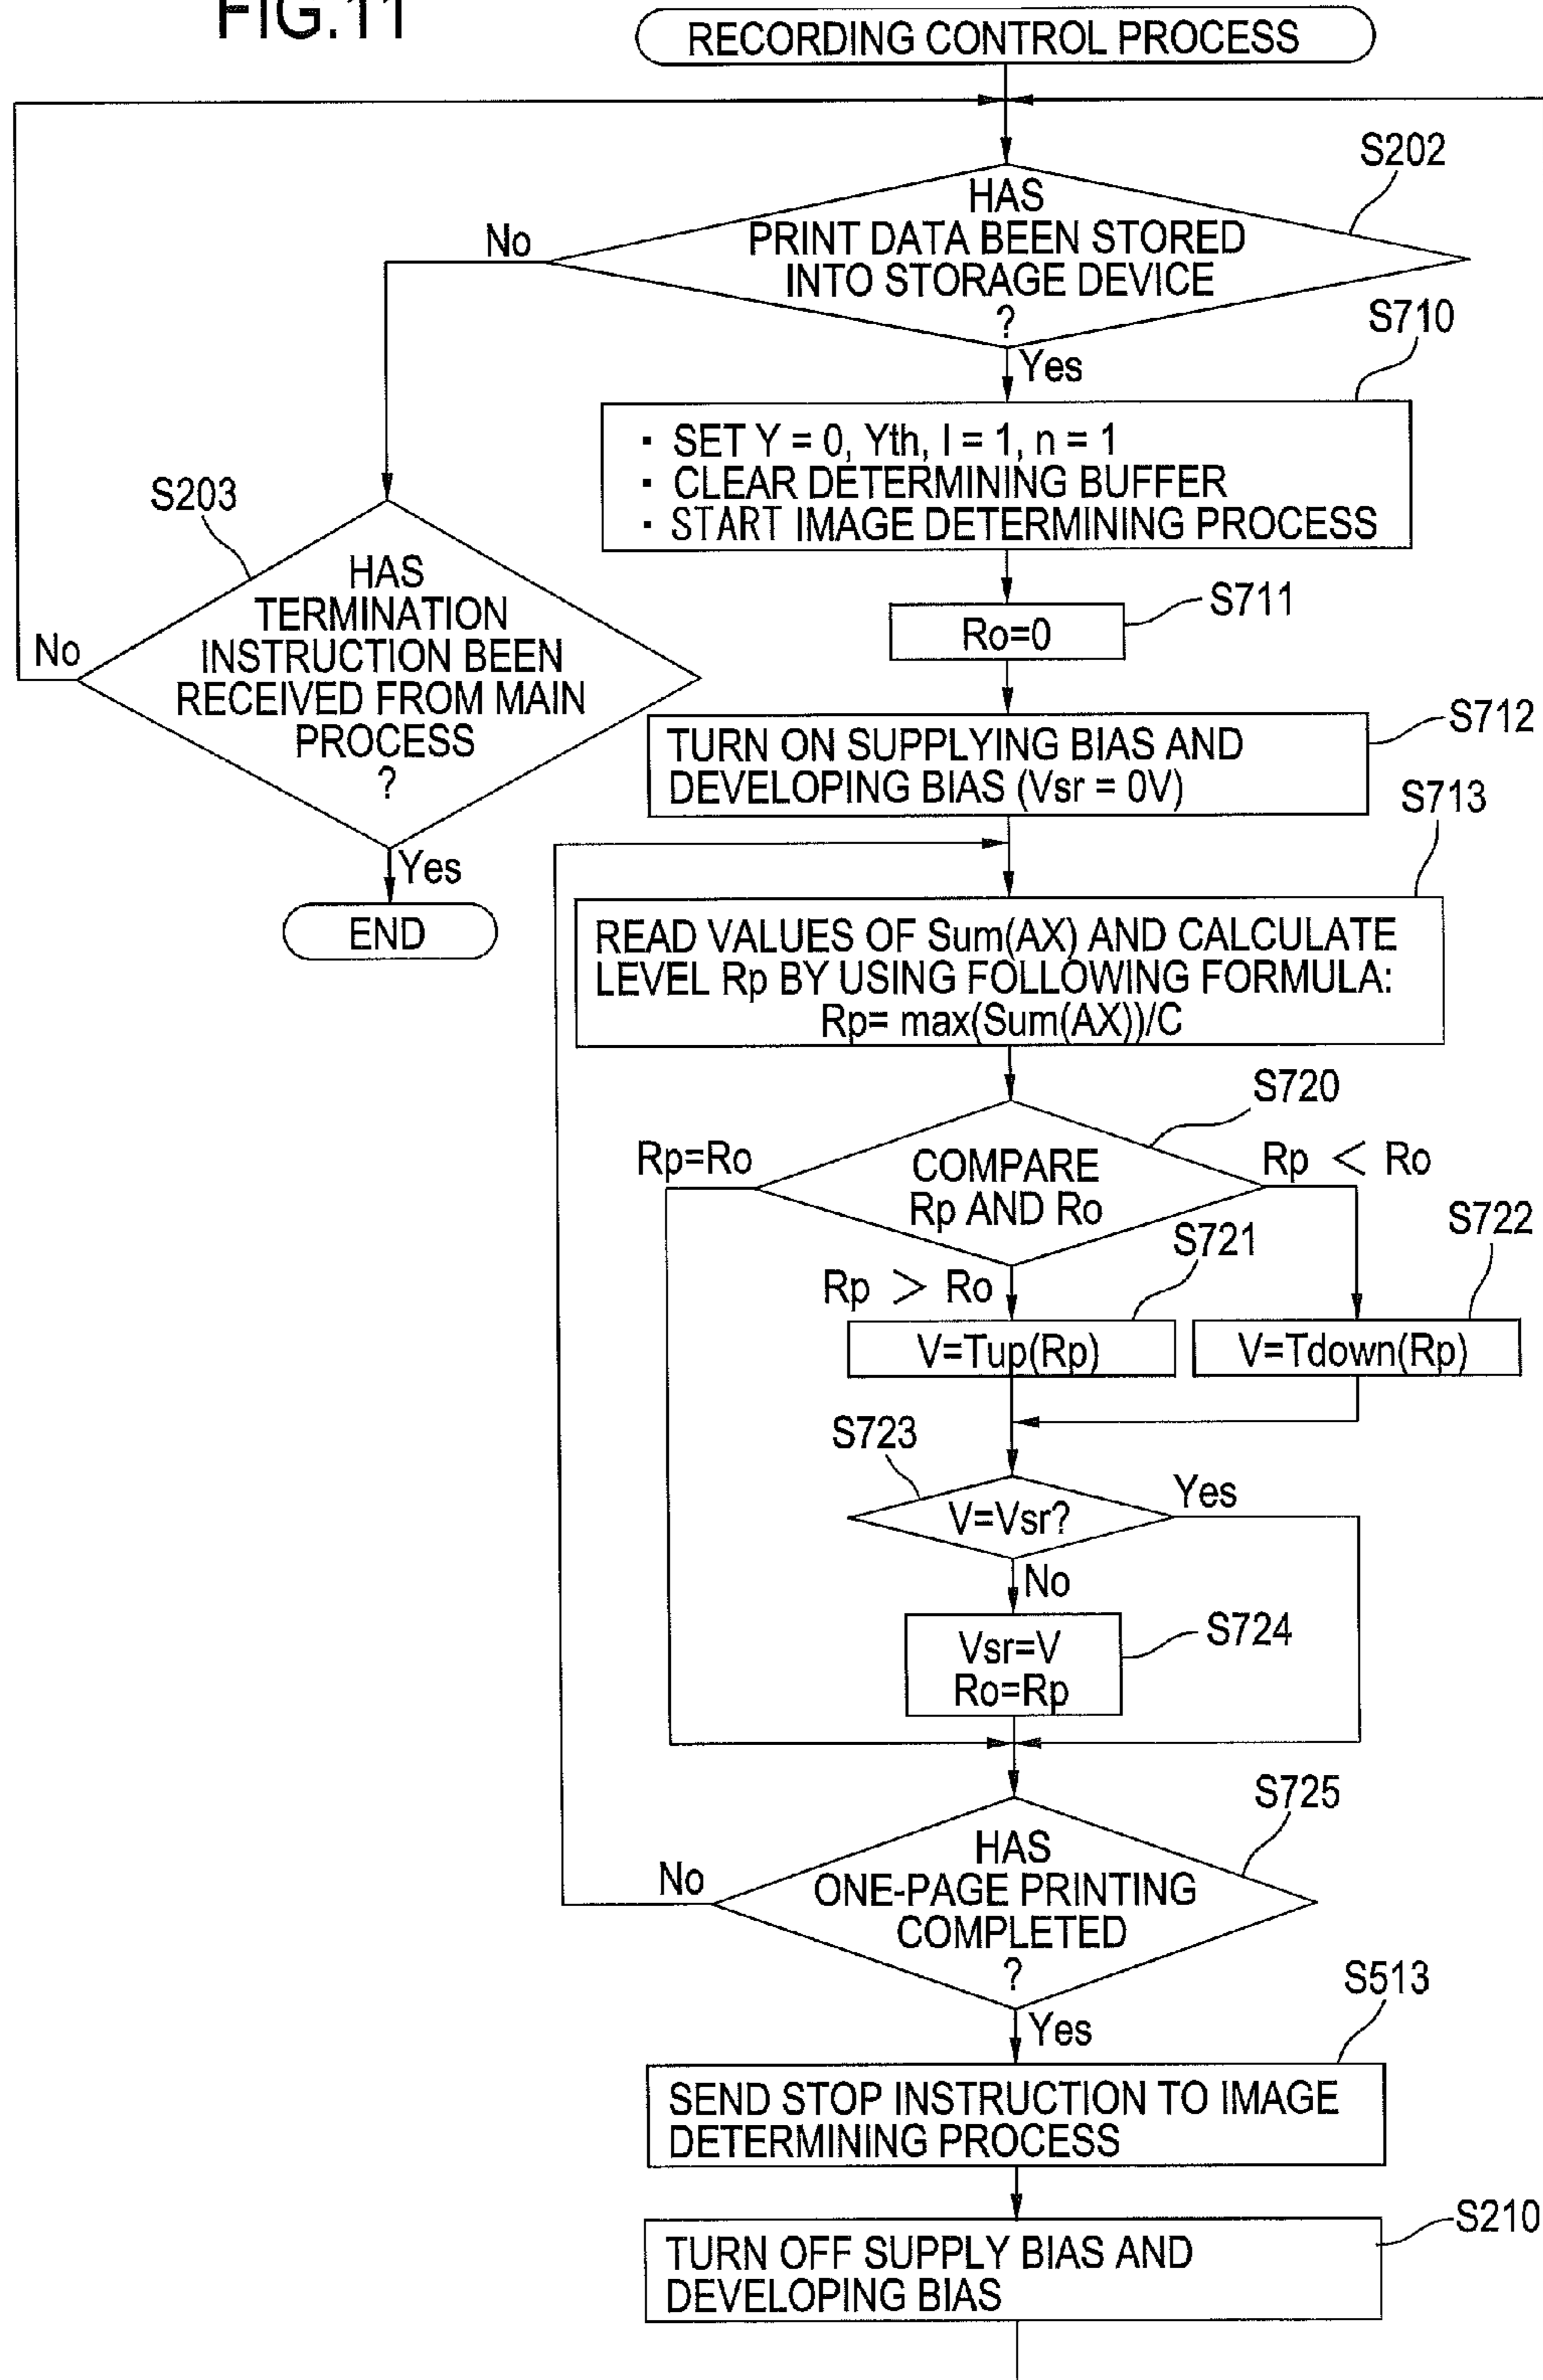 FIG.11
RECORDING CONTROL PROCESS
S202
HAS
PRINT DATA BEEN STORED
INTO STORAGE DEVICE
?
No
Yes
S710
· SET Y = 0, Yth, I = 1, n = 1
· CLEAR DETERMINING BUFFER
· START IMAGE DETERMINING PROCESS
S203
HAS
TERMINATION
INSTRUCTION BEEN
RECEIVED FROM MAIN
PROCESS
?
No
Yes
END
S711
Ro=0
S712
TURN ON SUPPLYING BIAS AND
DEVELOPING BIAS (Vsr = 0V)
S713
READ VALUES OF Sum(AX) AND CALCULATE
LEVEL Rp BY USING FOLLOWING FORMULA:
Rp= max(Sum(AX))/C
S720
COMPARE
Rp AND Ro
Rp=Ro
Rp < Ro
Rp > Ro
S721
V=Tup(Rp)
S722
V=Tdown(Rp)
S723
V=Vsr?
Yes
No
S724
Vsr=V
Ro=Rp
S725
HAS
ONE-PAGE PRINTING
COMPLETED
?
No
Yes
S513
SEND STOP INSTRUCTION TO IMAGE
DETERMINING PROCESS
S210
TURN OFF SUPPLY BIAS AND
DEVELOPING BIAS